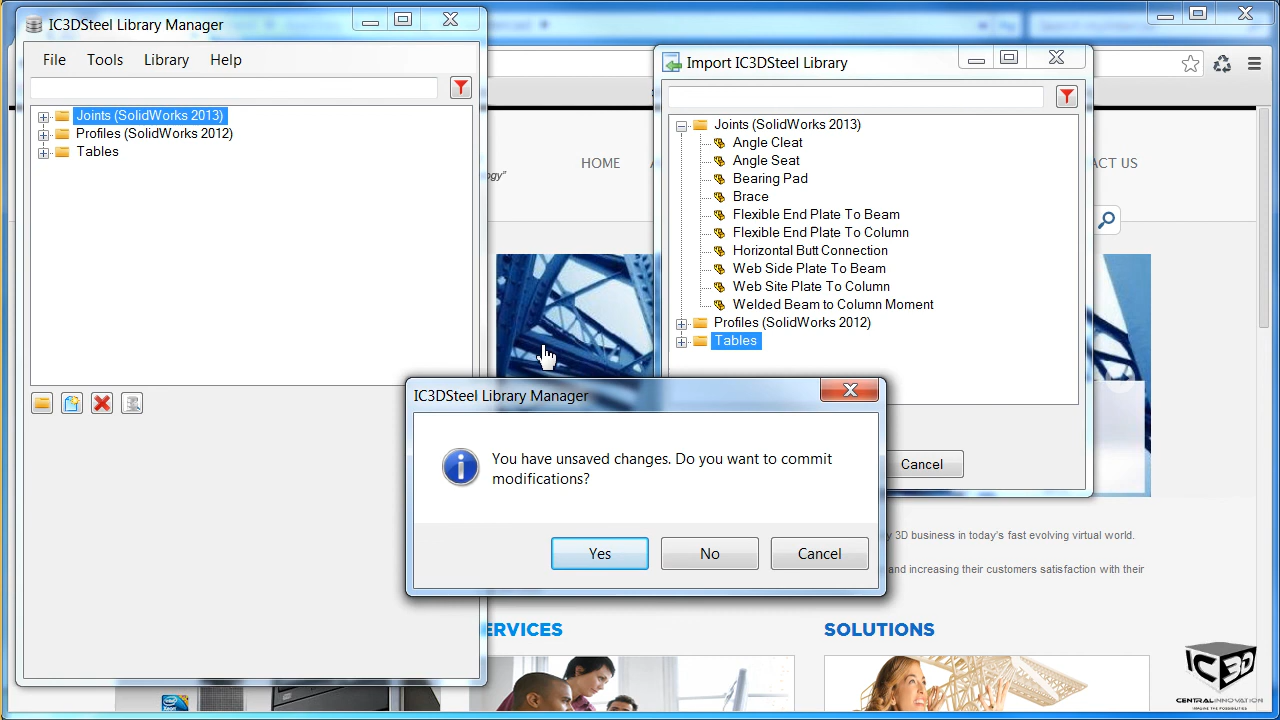 IC3DSteel Library Manager
File Tools Library Help
Joints (SolidWorks 2013)
Profiles (SolidWorks 2012)
Tables
Import IC3DSteel Library
Joints (SolidWorks 2013)
Angle Cleat
Angle Seat
Bearing Pad
Brace
Flexible End Plate To Beam
Flexible End Plate To Column
Horizontal Butt Connection
Web Side Plate To Beam
Web Site Plate To Column
Welded Beam to Column Moment
Profiles (SolidWorks 2012)
Tables
Cancel
HOME
ACT US
ogy"
IC3DSteel Library Manager
You have unsaved changes. Do you want to commit
modifications?
Yes No Cancel
y 3D business in today's fast evolving virtual world.
and increasing their customers satisfaction with their
ERVICES
SOLUTIONS
IC3D
CENTRALINNOVATION
IMAGINE THE POSSIBILITIES